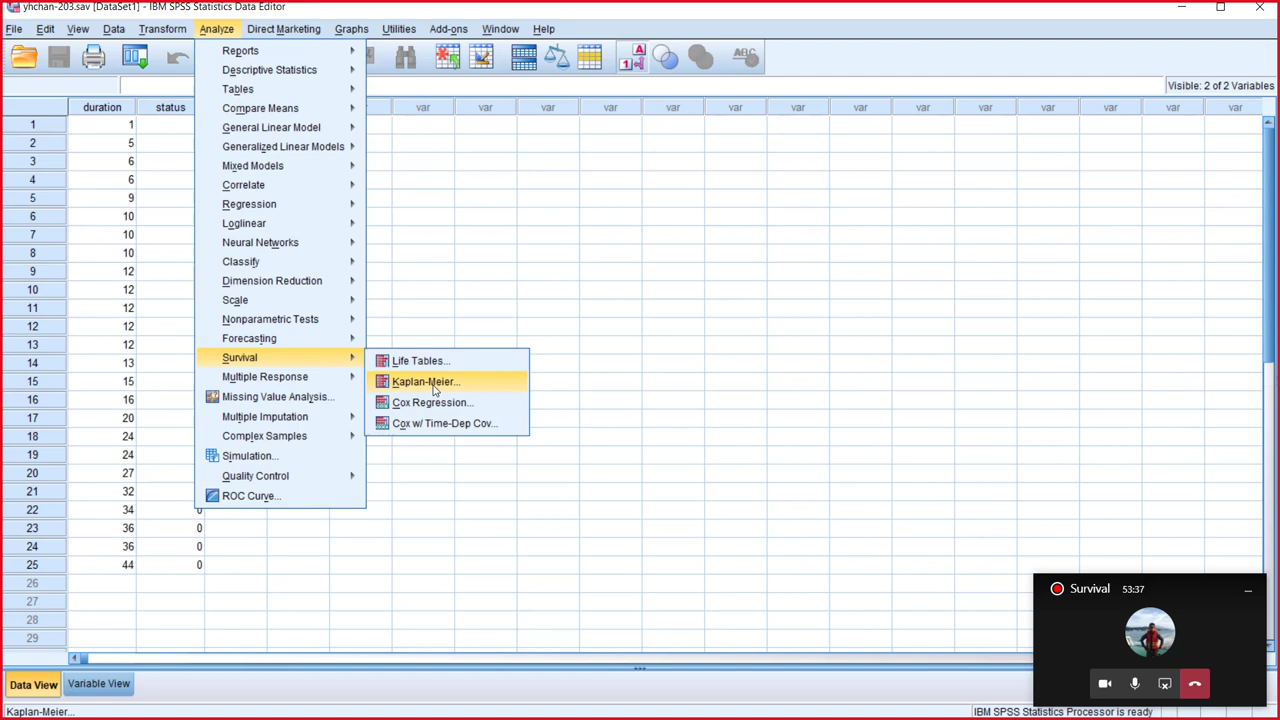 yhchan-203.sav [DataSet1] - IBM SPSS Statistics Data Editor
File Edit View Data Transform Analyze Direct Marketing Graphs Utilities Add-ons Window Help
Visible: 2 of 2 Variables
duration status var var var var var var var var var var var var var
1 1
2 5
3 6
4 6
5 9
6 10
7 10
8 10
9 12
10 12
11 12
12 12
13 12
14 13
15 15
16 16
17 20
18 24
19 24
20 27
21 32
22 34 0
23 36 0
24 36 0
25 44 0
26
27
28
29
Reports
Descriptive Statistics
Tables
Compare Means
General Linear Model
Generalized Linear Models
Mixed Models
Correlate
Regression
Loglinear
Neural Networks
Classify
Dimension Reduction
Scale
Nonparametric Tests
Forecasting
Survival
Multiple Response
Missing Value Analysis...
Multiple Imputation
Complex Samples
Simulation...
Quality Control
ROC Curve...
Life Tables...
Kaplan-Meier...
Cox Regression...
Cox w/ Time-Dep Cov...
Survival 53:37
Data View Variable View
Kaplan-Meier...
IBM SPSS Statistics Processor is ready